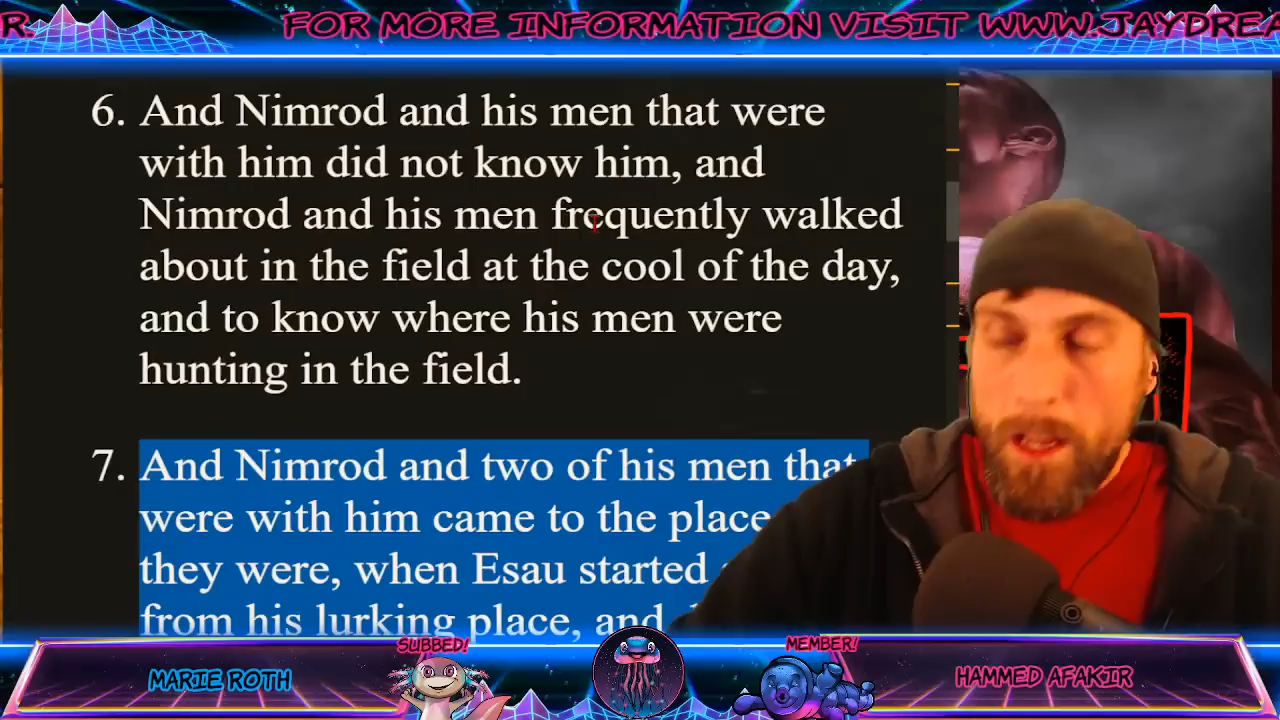 R.
FOR MORE INFORMATION VISIT WWW.JAYDREA
6. And Nimrod and his men that were
with him did not know him, and
Nimrod and his men frequently walked
about in the field at the cool of the day,
and to know where his men were
hunting in the field.
7. And Nimrod and two of his men that
were with him came to the place
they were, when Esau started
from his lurking place, and
SUBBED!
MEMBER!
MARIE ROTH
HAMMED AFAKIR